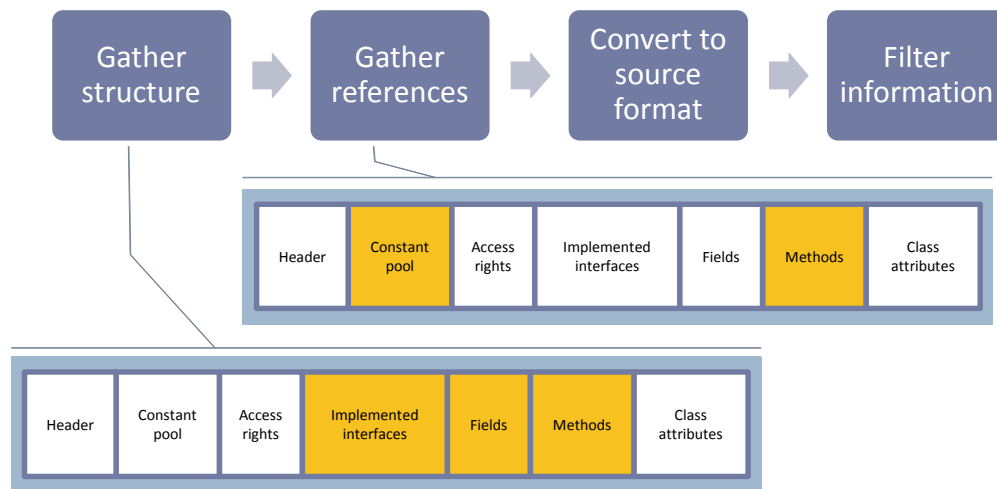 Gather
structure
Gather
references
Convert to
source
format
Filter
information
Header
Constant
pool
Access
rights
Implemented
interfaces
Fields
Methods
Class
attributes
Header
Constant
pool
Access
rights
Implemented
interfaces
Fields
Methods
Class
attributes